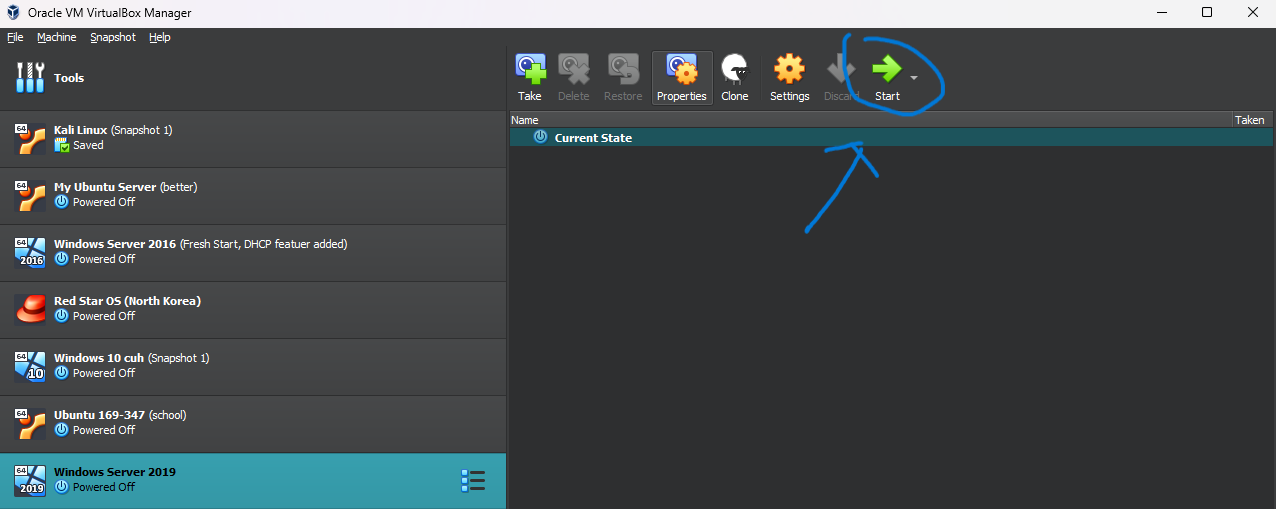 Oracle VM VirtualBox Manager
File Machine Snapshot Help
Tools
Take Delete Restore Properties Clone Settings Discard Start
Name Taken
Current State
64
Kali Linux (Snapshot 1)
Saved
64
My Ubuntu Server (better)
Powered Off
64
2016
Windows Server 2016 (Fresh Start, DHCP featuer added)
Powered Off
Red Star OS (North Korea)
Powered Off
64
10
Windows 10 cuh (Snapshot 1)
Powered Off
64
Ubuntu 169-347 (school)
Powered Off
64
2019
Windows Server 2019
Powered Off